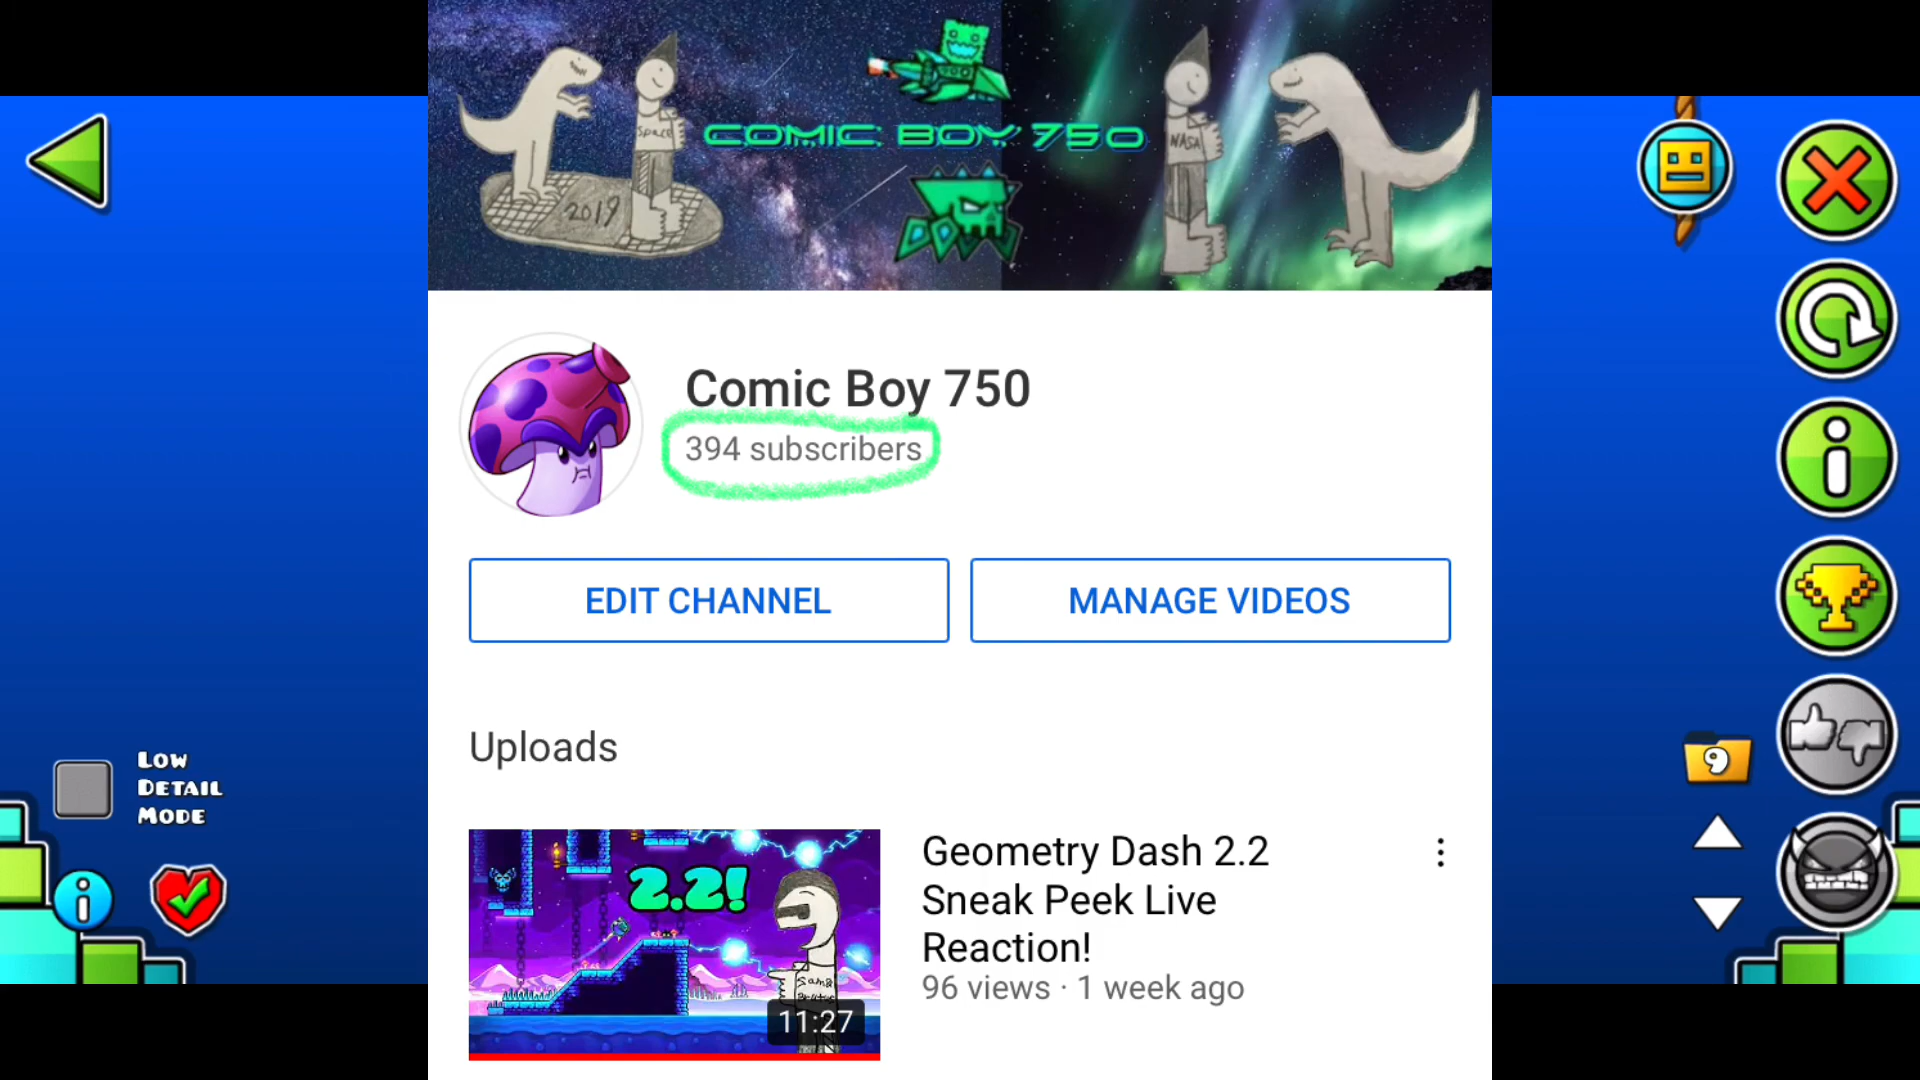 COMIC BOY 750
Space
2019
NASA
Comic Boy 750
394 subscribers
EDIT CHANNEL
MANAGE VIDEOS
Uploads
2.2!
11:27
Geometry Dash 2.2
Sneak Peek Live
Reaction!
96 views · 1 week ago
Low
Detail
Mode
9